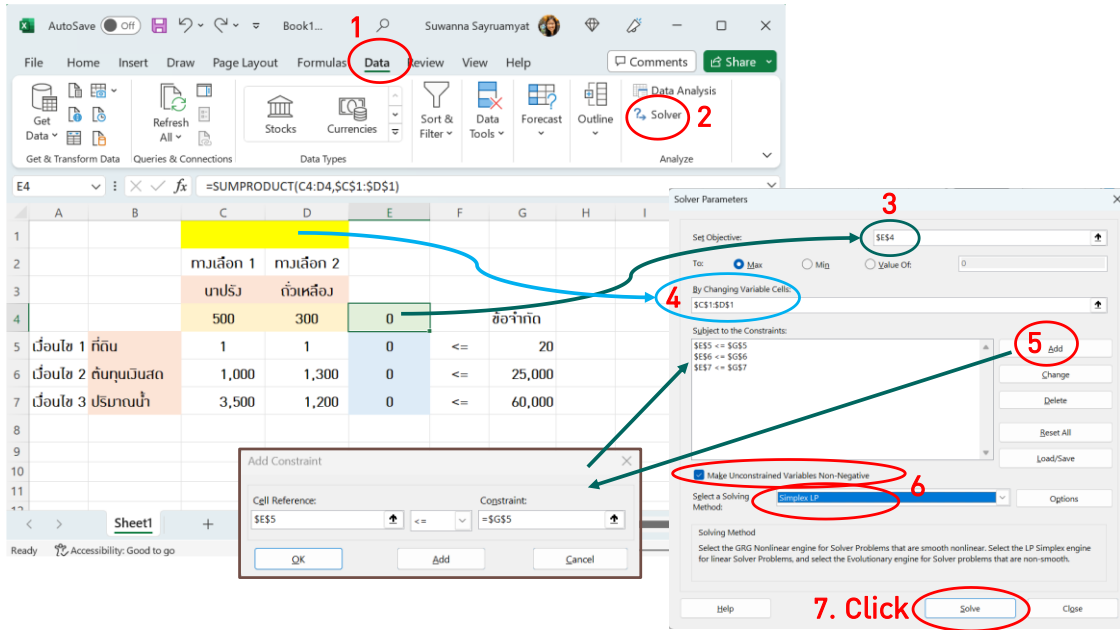 AutoSave Off Book1... Suwanna Sayruamyat
1
File Home Insert Draw Page Layout Formulas Data Review View Help Comments Share
Get Data
Refresh All
Stocks Currencies
Sort & Filter
Data Tools
Forecast
Outline
Data Analysis
Solver
2
Get & Transform Data Queries & Connections Data Types Analyze
E4 fx =SUMPRODUCT(C4:D4,$C$1:$D$1)
A B C D E F G H I
1
2 ทางเลือก 1 ทางเลือก 2
3 นาปรัง ถั่วเหลือง
4 500 300 0 ข้อจำกัด
5 เงื่อนไข 1 ที่ดิน 1 1 0 <= 20
6 เงื่อนไข 2 ต้นทุนเงินสด 1,000 1,300 0 <= 25,000
7 เงื่อนไข 3 ปริมาณน้ำ 3,500 1,200 0 <= 60,000
8
9
10
11
12
Sheet1 +
Ready Accessibility: Good to go
Add Constraint
Cell Reference: Constraint:
$E$5 <= =$G$5
OK Add Cancel
Solver Parameters
3
Set Objective: $E$4
To: Max Min Value Of: 0
4
By Changing Variable Cells:
$C$1:$D$1
Subject to the Constraints:
$E$5 <= $G$5
$E$6 <= $G$6
$E$7 <= $G$7
5
Add
Change
Delete
Reset All
Load/Save
Make Unconstrained Variables Non-Negative
6
Select a Solving Method: Simplex LP Options
Solving Method
Select the GRG Nonlinear engine for Solver Problems that are smooth nonlinear. Select the LP Simplex engine
for linear Solver Problems, and select the Evolutionary engine for Solver problems that are non-smooth.
7. Click
Help Solve Close